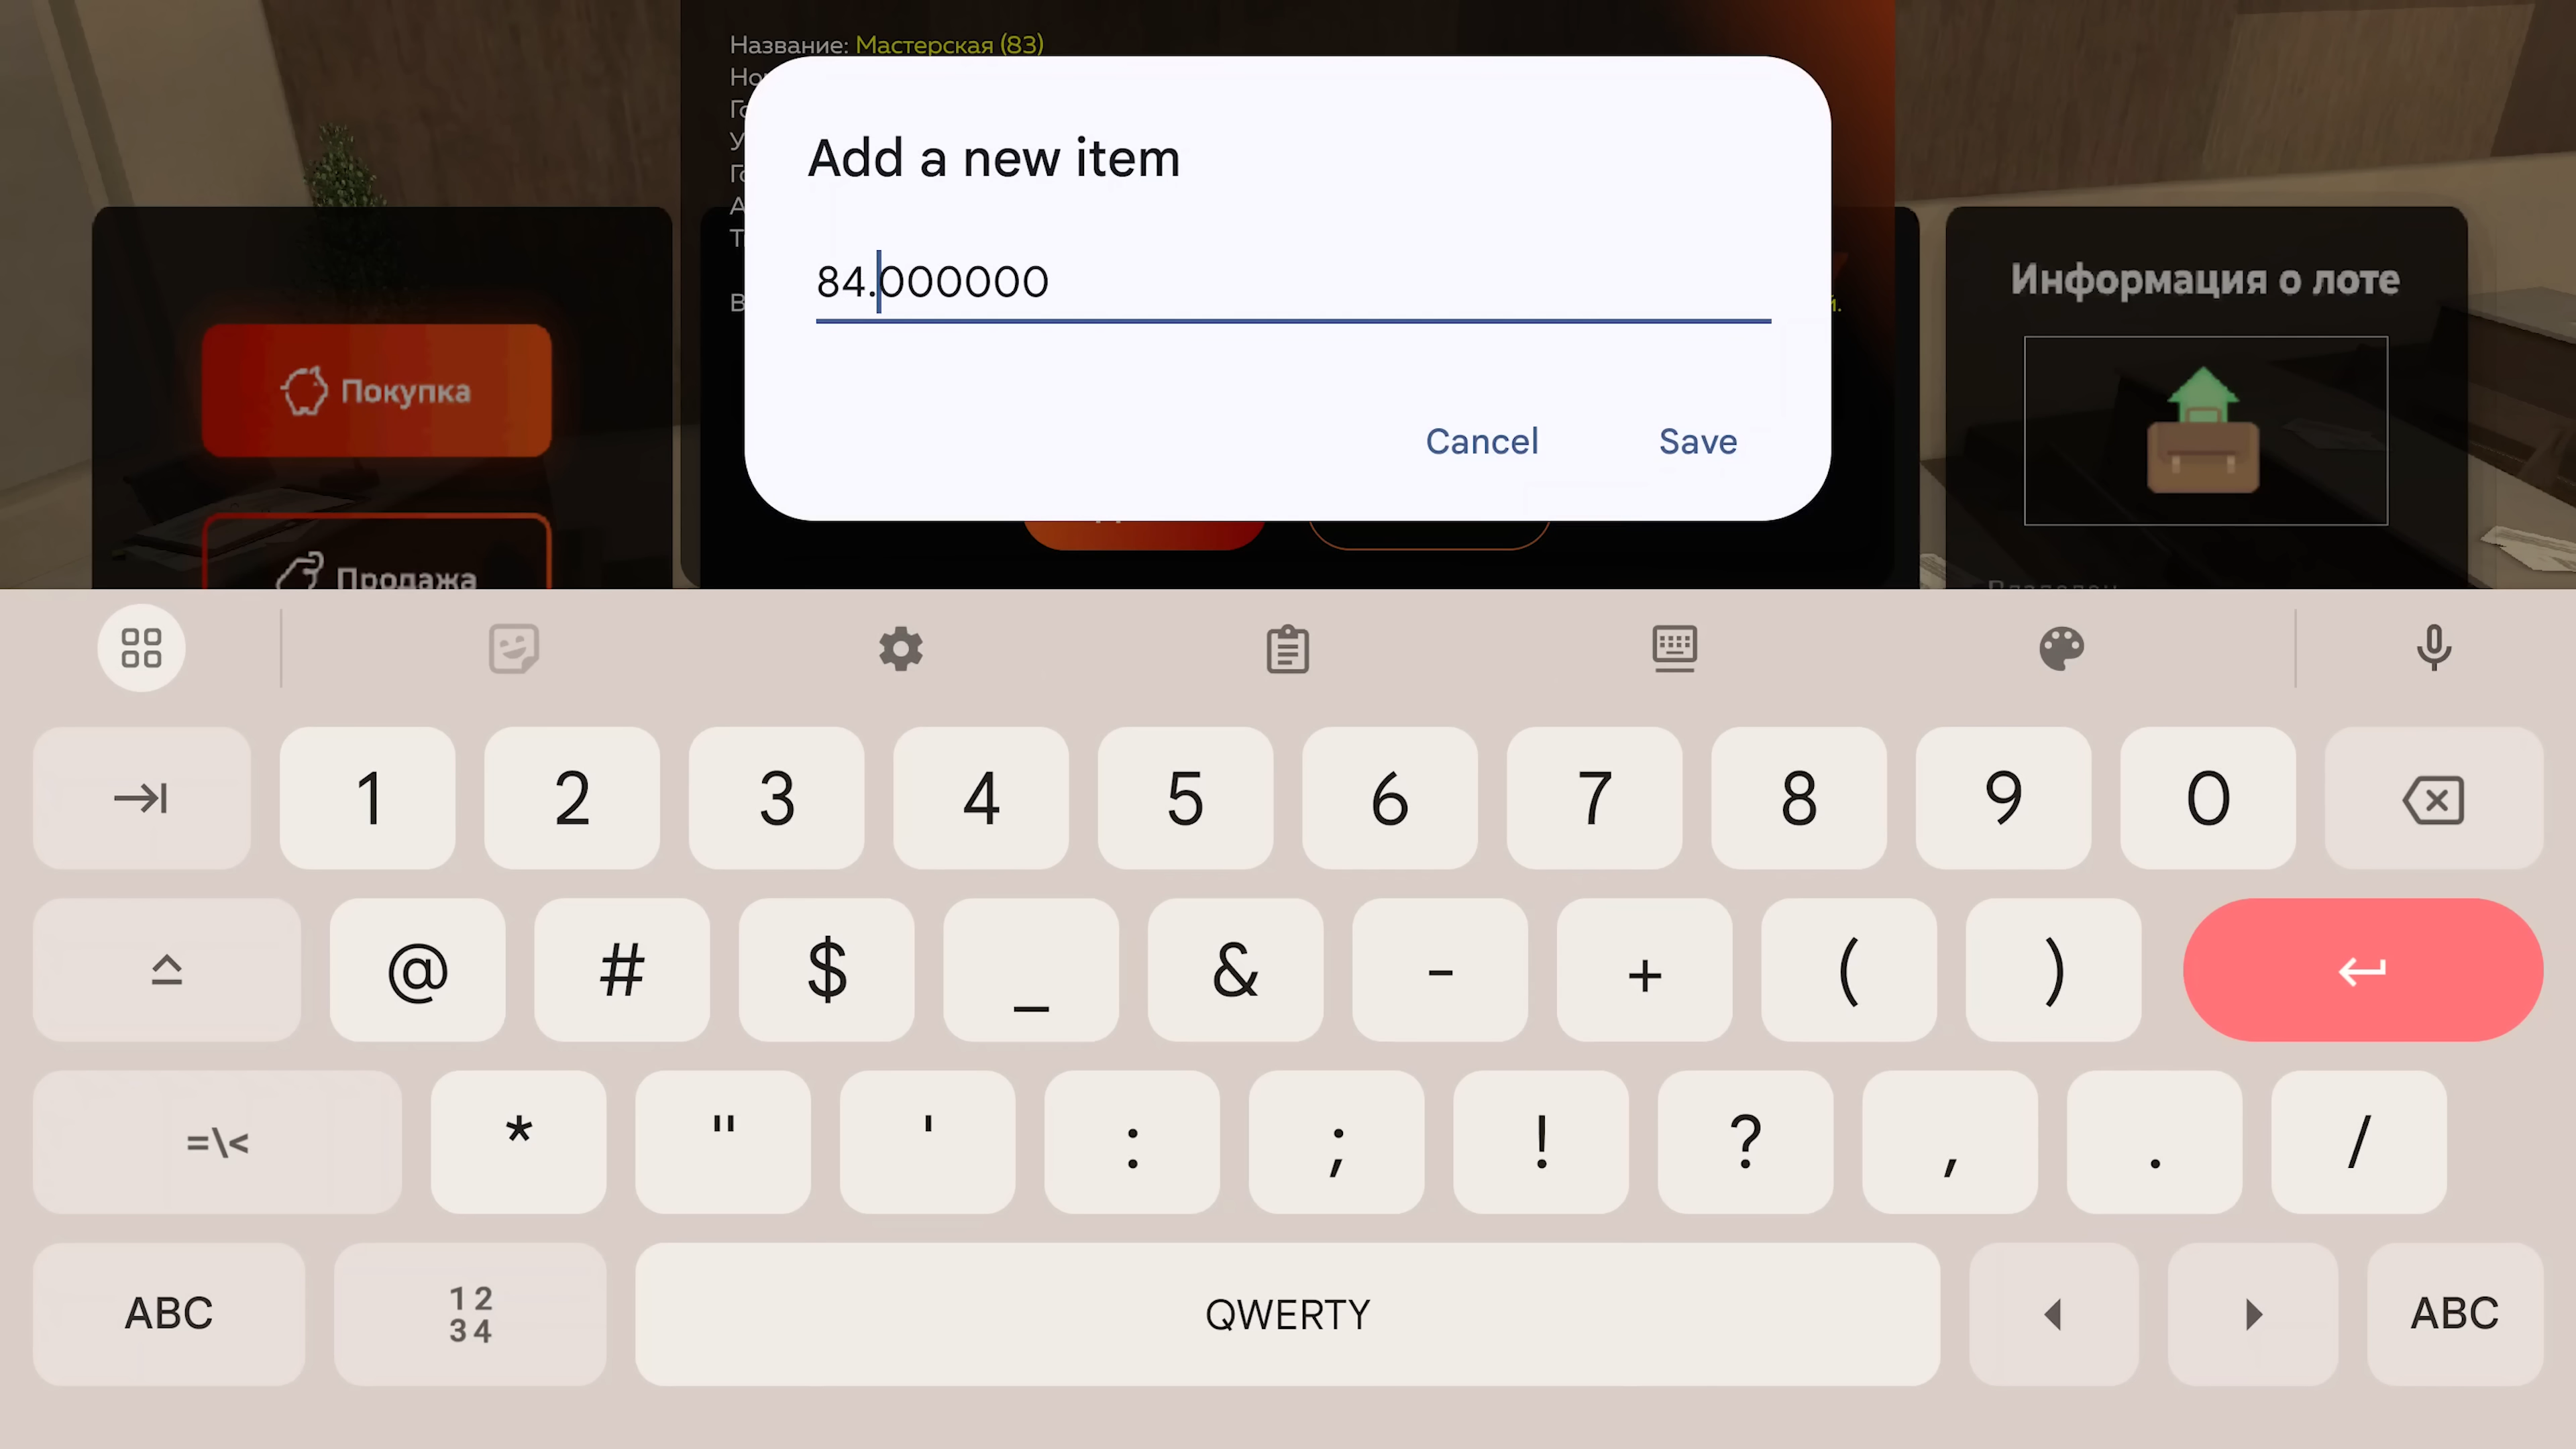 Название: Мастерская (83)
Add a new item
84.000000
Cancel Save
Покупка
Продажа
Информация о лоте
Владелец
1 2 3 4 5 6 7 8 9 0
@ # $ _ & - + ( )
=\< * " ' : ; ! ? , . /
ABC 12 34 QWERTY ABC